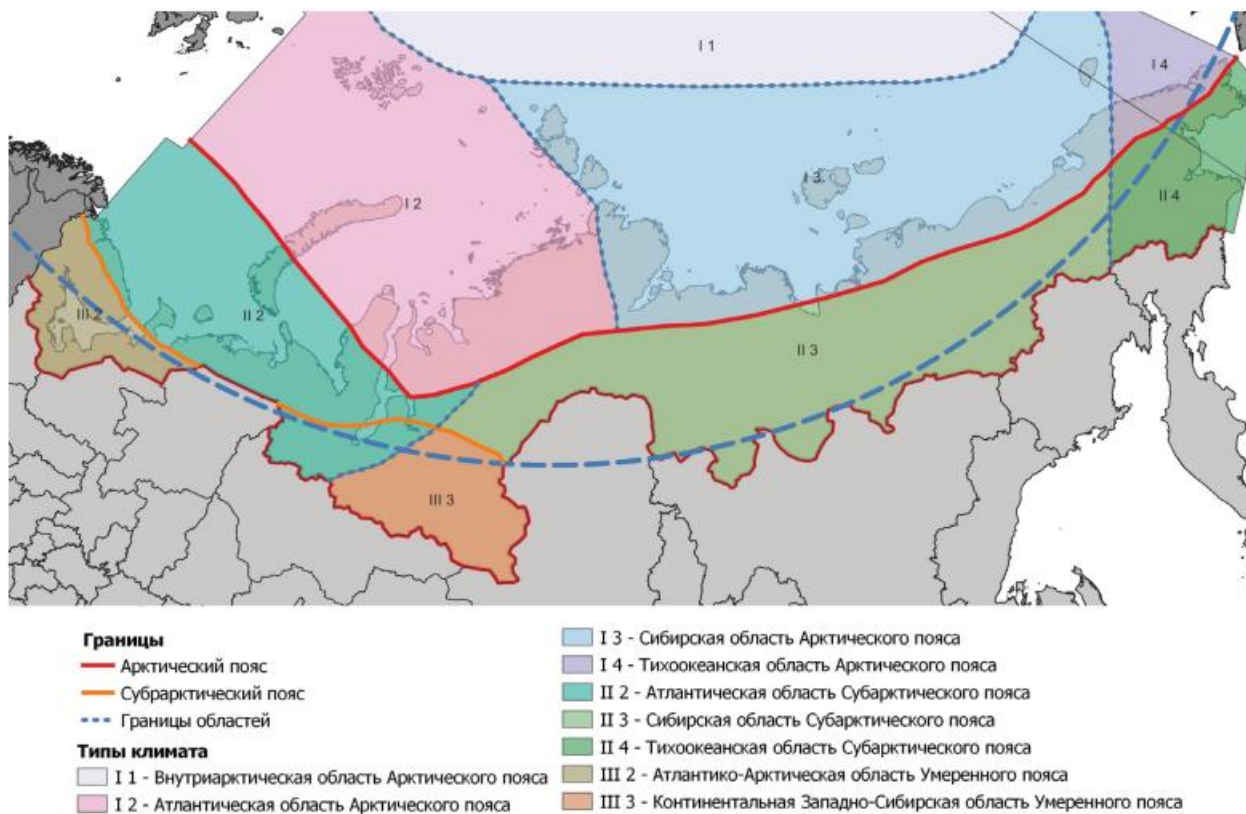 I 1
I 4
I 2
I 3
II 4
II 2
III 2
II 3
III 3
Границы
Арктический пояс
Субрарктический пояс
Границы областей
Типы климата
I 1 - Внутриарктическая область Арктического пояса
I 2 - Атлантическая область Арктического пояса
I 3 - Сибирская область Арктического пояса
I 4 - Тихоокеанская область Арктического пояса
II 2 - Атлантическая область Субарктического пояса
II 3 - Сибирская область Субарктического пояса
II 4 - Тихоокеанская область Субарктического пояса
III 2 - Атлантико-Арктическая область Умеренного пояса
III 3 - Континентальная Западно-Сибирская область Умеренного пояса